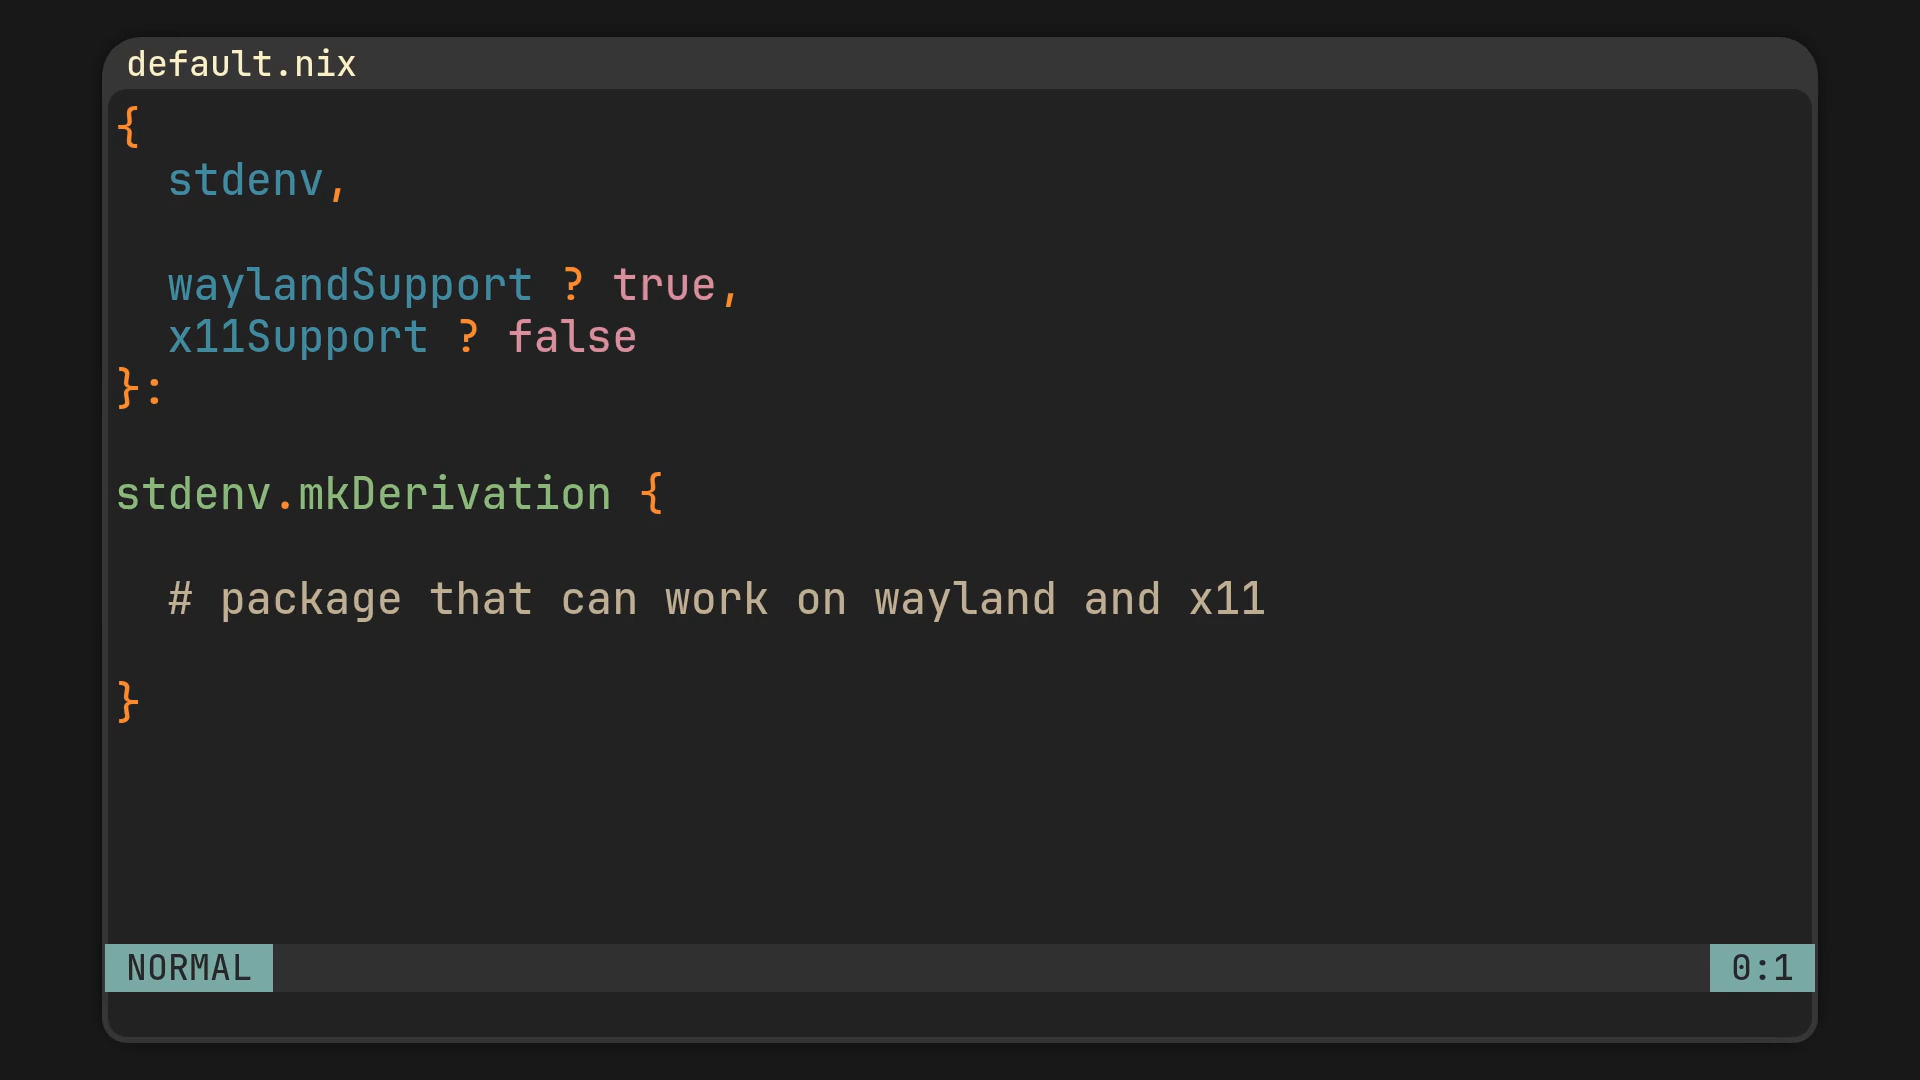 default.nix
{
  stdenv,
  waylandSupport ? true,
  x11Support ? false
}:
stdenv.mkDerivation {
  # package that can work on wayland and x11
}
NORMAL 0:1